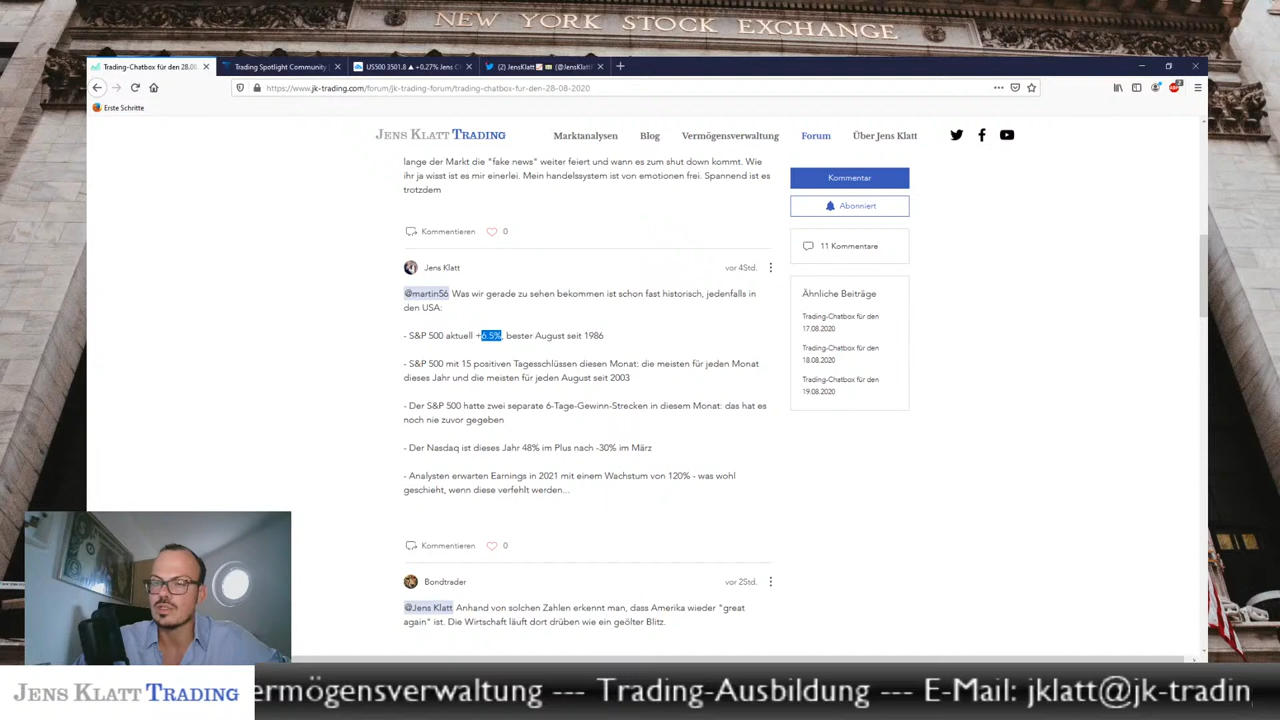 NEW YORK STOCK EXCHANGE
Trading-Chatbox für den 28.08.
Trading Spotlight Community |
US500 3501.8 ▲ +0.27% Jens C
(2) JensKlatt
https://www.jk-trading.com/forum/jk-trading-forum/trading-chatbox-fur-den-28-08-2020
Erste Schritte
JENS KLATT TRADING
Marktanalysen
Blog
Vermögensverwaltung
Forum
Über Jens Klatt
lange der Markt die "fake news" weiter feiert und wann es zum shut down kommt. Wie
ihr ja wisst ist es mir einerlei. Mein handelssystem ist von emotionen frei. Spannend ist es
trotzdem
Kommentieren
0
Kommentar
Abonniert
11 Kommentare
Ähnliche Beiträge
Trading-Chatbox für den
17.08.2020
Trading-Chatbox für den
18.08.2020
Trading-Chatbox für den
19.08.2020
Jens Klatt
vor 4Std.
@martin56 Was wir gerade zu sehen bekommen ist schon fast historisch, jedenfalls in
den USA:
- S&P 500 aktuell +6.5%, bester August seit 1986
- S&P 500 mit 15 positiven Tagesschlüssen diesen Monat: die meisten für jeden Monat
dieses Jahr und die meisten für jeden August seit 2003
- Der S&P 500 hatte zwei separate 6-Tage-Gewinn-Strecken in diesem Monat: das hat es
noch nie zuvor gegeben
- Der Nasdaq ist dieses Jahr 48% im Plus nach -30% im März
- Analysten erwarten Earnings in 2021 mit einem Wachstum von 120% - was wohl
geschieht, wenn diese verfehlt werden...
Kommentieren
0
Bondtrader
vor 2Std.
@Jens Klatt Anhand von solchen Zahlen erkennt man, dass Amerika wieder "great
again" ist. Die Wirtschaft läuft dort drüben wie ein geölter Blitz.
JENS KLATT TRADING
ermögensverwaltung --- Trading-Ausbildung --- E-Mail: jklatt@jk-tradin